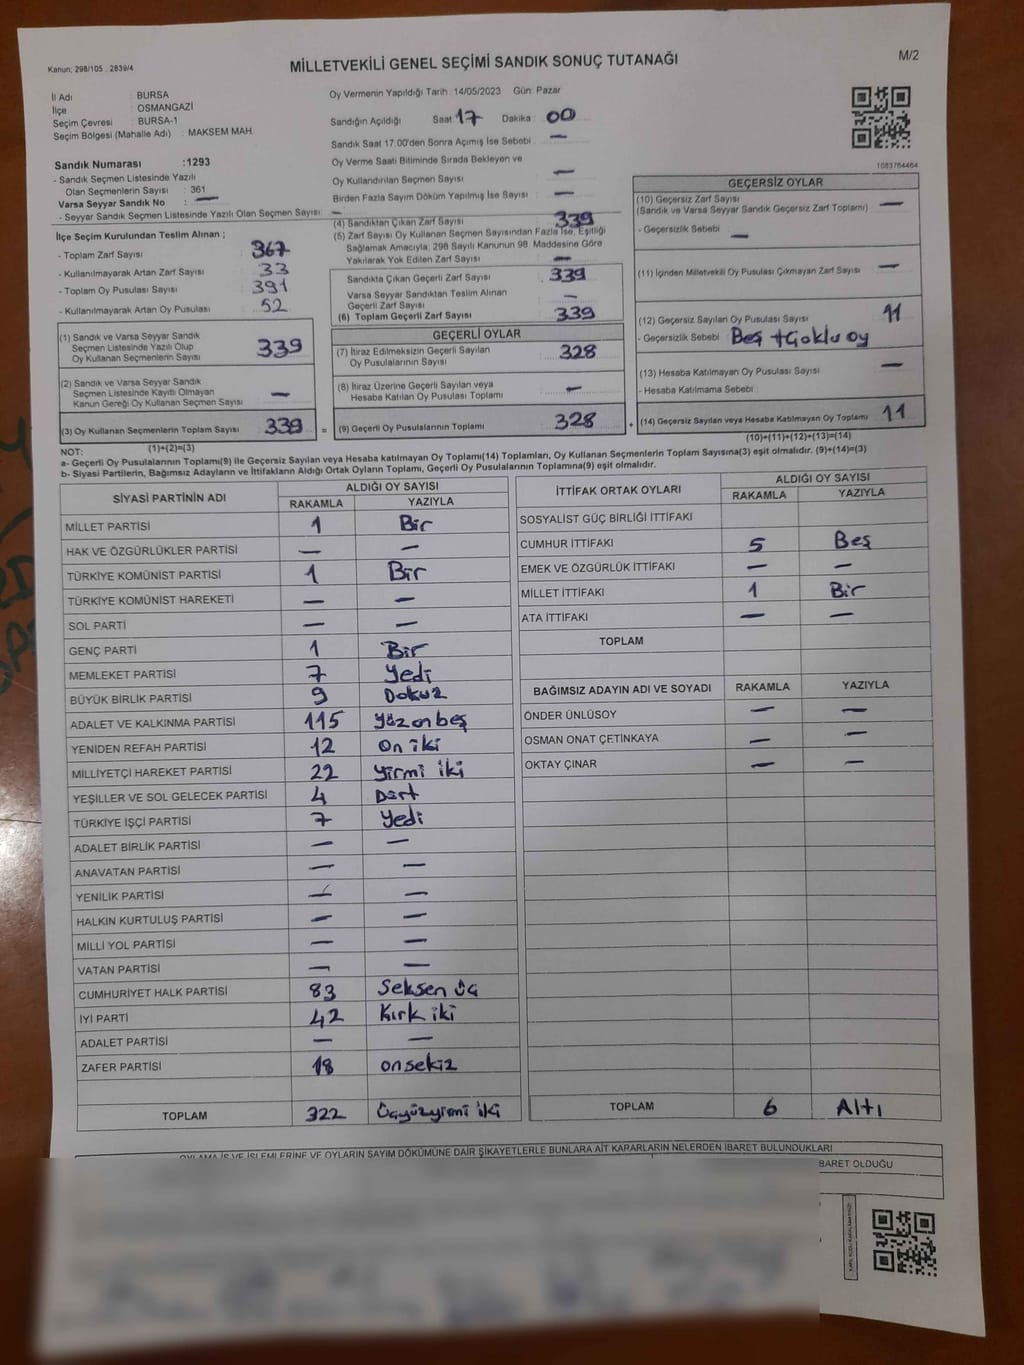 Kanun; 298/105 , 2839/4
MİLLETVEKİLİ GENEL SEÇİMİ SANDIK SONUÇ TUTANAĞI
M/2
İl Adı : BURSA
İlçe : OSMANGAZİ
Seçim Çevresi : BURSA-1
Seçim Bölgesi (Mahalle Adı) : MAKSEM MAH
Sandık Numarası :1293
- Sandık Seçmen Listesinde Yazılı
Olan Seçmenlerin Sayısı : 361
Varsa Seyyar Sandık No : —
- Seyyar Sandık Seçmen Listesinde Yazılı Olan Seçmen Sayısı: —
Oy Vermenin Yapıldığı Tarih : 14/05/2023 Gün: Pazar
Sandığın Açıldığı Saat 17 Dakika : 00
Sandık Saat 17.00'den Sonra Açımış İse Sebebi : —
Oy Verme Saati Bitiminde Sırada Bekleyen ve
Oy Kullandırılan Seçmen Sayısı : —
Birden Fazla Sayım Döküm Yapılmış İse Sayısı : —
1083764464
İlçe Seçim Kurulundan Teslim Alınan ;
- Toplam Zarf Sayısı : 367
- Kullanılmayarak Artan Zarf Sayısı : 33
- Toplam Oy Pusulası Sayısı : 391
- Kullanılmayarak Artan Oy Pusulası : 52
(4) Sandıktan Çıkan Zarf Sayısı : 339
(5) Zarf Sayısı Oy Kullanan Seçmen Sayısından Fazla İse, Eşitliği
Sağlamak Amacıyla; 298 Sayılı Kanunun 98. Maddesine Göre
Yakılarak Yok Edilen Zarf Sayısı : —
Sandıkta Çıkan Geçerli Zarf Sayısı : 339
Varsa Seyyar Sandıktan Teslim Alınan
Geçerli Zarf Sayısı : —
(6) Toplam Geçerli Zarf Sayısı : 339
GEÇERSİZ OYLAR
(10) Geçersiz Zarf Sayısı
(Sandık ve Varsa Seyyar Sandık Geçersiz Zarf Toplamı) : —
- Geçersizlik Sebebi : —
(11) İçinden Milletvekili Oy Pusulası Çıkmayan Zarf Sayısı : —
(12) Geçersiz Sayılan Oy Pusulası Sayısı : 11
- Geçersizlik Sebebi : Boş + Çoklu oy
(13) Hesaba Katılmayan Oy Pusulası Sayısı : —
- Hesaba Katılmama Sebebi :
(14) Geçersiz Sayılan veya Hesaba Katılmayan Oy Toplamı : 11
(10)+(11)+(12)+(13)=(14)
(1) Sandık ve Varsa Seyyar Sandık
Seçmen Listesinde Yazılı Olup
Oy Kullanan Seçmenlerin Sayısı : 339
(2) Sandık ve Varsa Seyyar Sandık
Seçmen Listesinde Kayıtlı Olmayan
Kanun Gereği Oy Kullanan Seçmen Sayısı : —
(3) Oy Kullanan Seçmenlerin Toplam Sayısı : 339 =
(1)+(2)=(3)
GEÇERLİ OYLAR
(7) İtiraz Edilmeksizin Geçerli Sayılan
Oy Pusulalarının Sayısı : 328
(8) İtiraz Üzerine Geçerli Sayılan veya
Hesaba Katılan Oy Pusulası Toplamı : —
(9) Geçerli Oy Pusulalarının Toplamı : 328 +
NOT:
a- Geçerli Oy Pusulalarının Toplamı(9) ile Geçersiz Sayılan veya Hesaba katılmayan Oy Toplamı(14) Toplamları, Oy Kullanan Seçmenlerin Toplam Sayısına(3) eşit olmalıdır. (9)+(14)=(3)
b- Siyasi Partilerin, Bağımsız Adayların ve İttifakların Aldığı Ortak Oyların Toplamı, Geçerli Oy Pusulalarının Toplamına(9) eşit olmalıdır.
SİYASİ PARTİNİN ADI
ALDIĞI OY SAYISI
RAKAMLA YAZIYLA
MİLLET PARTİSİ 1 Bir
HAK VE ÖZGÜRLÜKLER PARTİSİ — —
TÜRKİYE KOMÜNİST PARTİSİ 1 Bir
TÜRKİYE KOMÜNİST HAREKETİ — —
SOL PARTİ — —
GENÇ PARTİ 1 Bir
MEMLEKET PARTİSİ 7 Yedi
BÜYÜK BİRLİK PARTİSİ 9 Dokuz
ADALET VE KALKINMA PARTİSİ 115 Yüzonbeş
YENİDEN REFAH PARTİSİ 12 On iki
MİLLİYETÇİ HAREKET PARTİSİ 22 Yirmi iki
YEŞİLLER VE SOL GELECEK PARTİSİ 4 Dört
TÜRKİYE İŞÇİ PARTİSİ 7 Yedi
ADALET BİRLİK PARTİSİ — —
ANAVATAN PARTİSİ — —
YENİLİK PARTİSİ — —
HALKIN KURTULUŞ PARTİSİ — —
MİLLİ YOL PARTİSİ — —
VATAN PARTİSİ — —
CUMHURİYET HALK PARTİSİ 83 Seksen üç
İYİ PARTİ 42 Kırk iki
ADALET PARTİSİ — —
ZAFER PARTİSİ 18 onsekiz
TOPLAM 322 Üçyüzyirmi iki
İTTİFAK ORTAK OYLARI
ALDIĞI OY SAYISI
RAKAMLA YAZIYLA
SOSYALİST GÜÇ BİRLİĞİ İTTİFAKI
CUMHUR İTTİFAKI 5 Beş
EMEK VE ÖZGÜRLÜK İTTİFAKI — —
MİLLET İTTİFAKI 1 Bir
ATA İTTİFAKI — —
TOPLAM
BAĞIMSIZ ADAYIN ADI VE SOYADI RAKAMLA YAZIYLA
ÖNDER ÜNLÜSOY — —
OSMAN ONAT ÇETİNKAYA — —
OKTAY ÇINAR — —
TOPLAM 6 Altı
OYLAMA İŞ VE İŞLEMLERİNE VE OYLARIN SAYIM DÖKÜMÜNE DAİR ŞİKAYETLERLE BUNLARA AİT KARARLARIN NELERDEN İBARET BULUNDUKLARI
BARET OLDUĞU